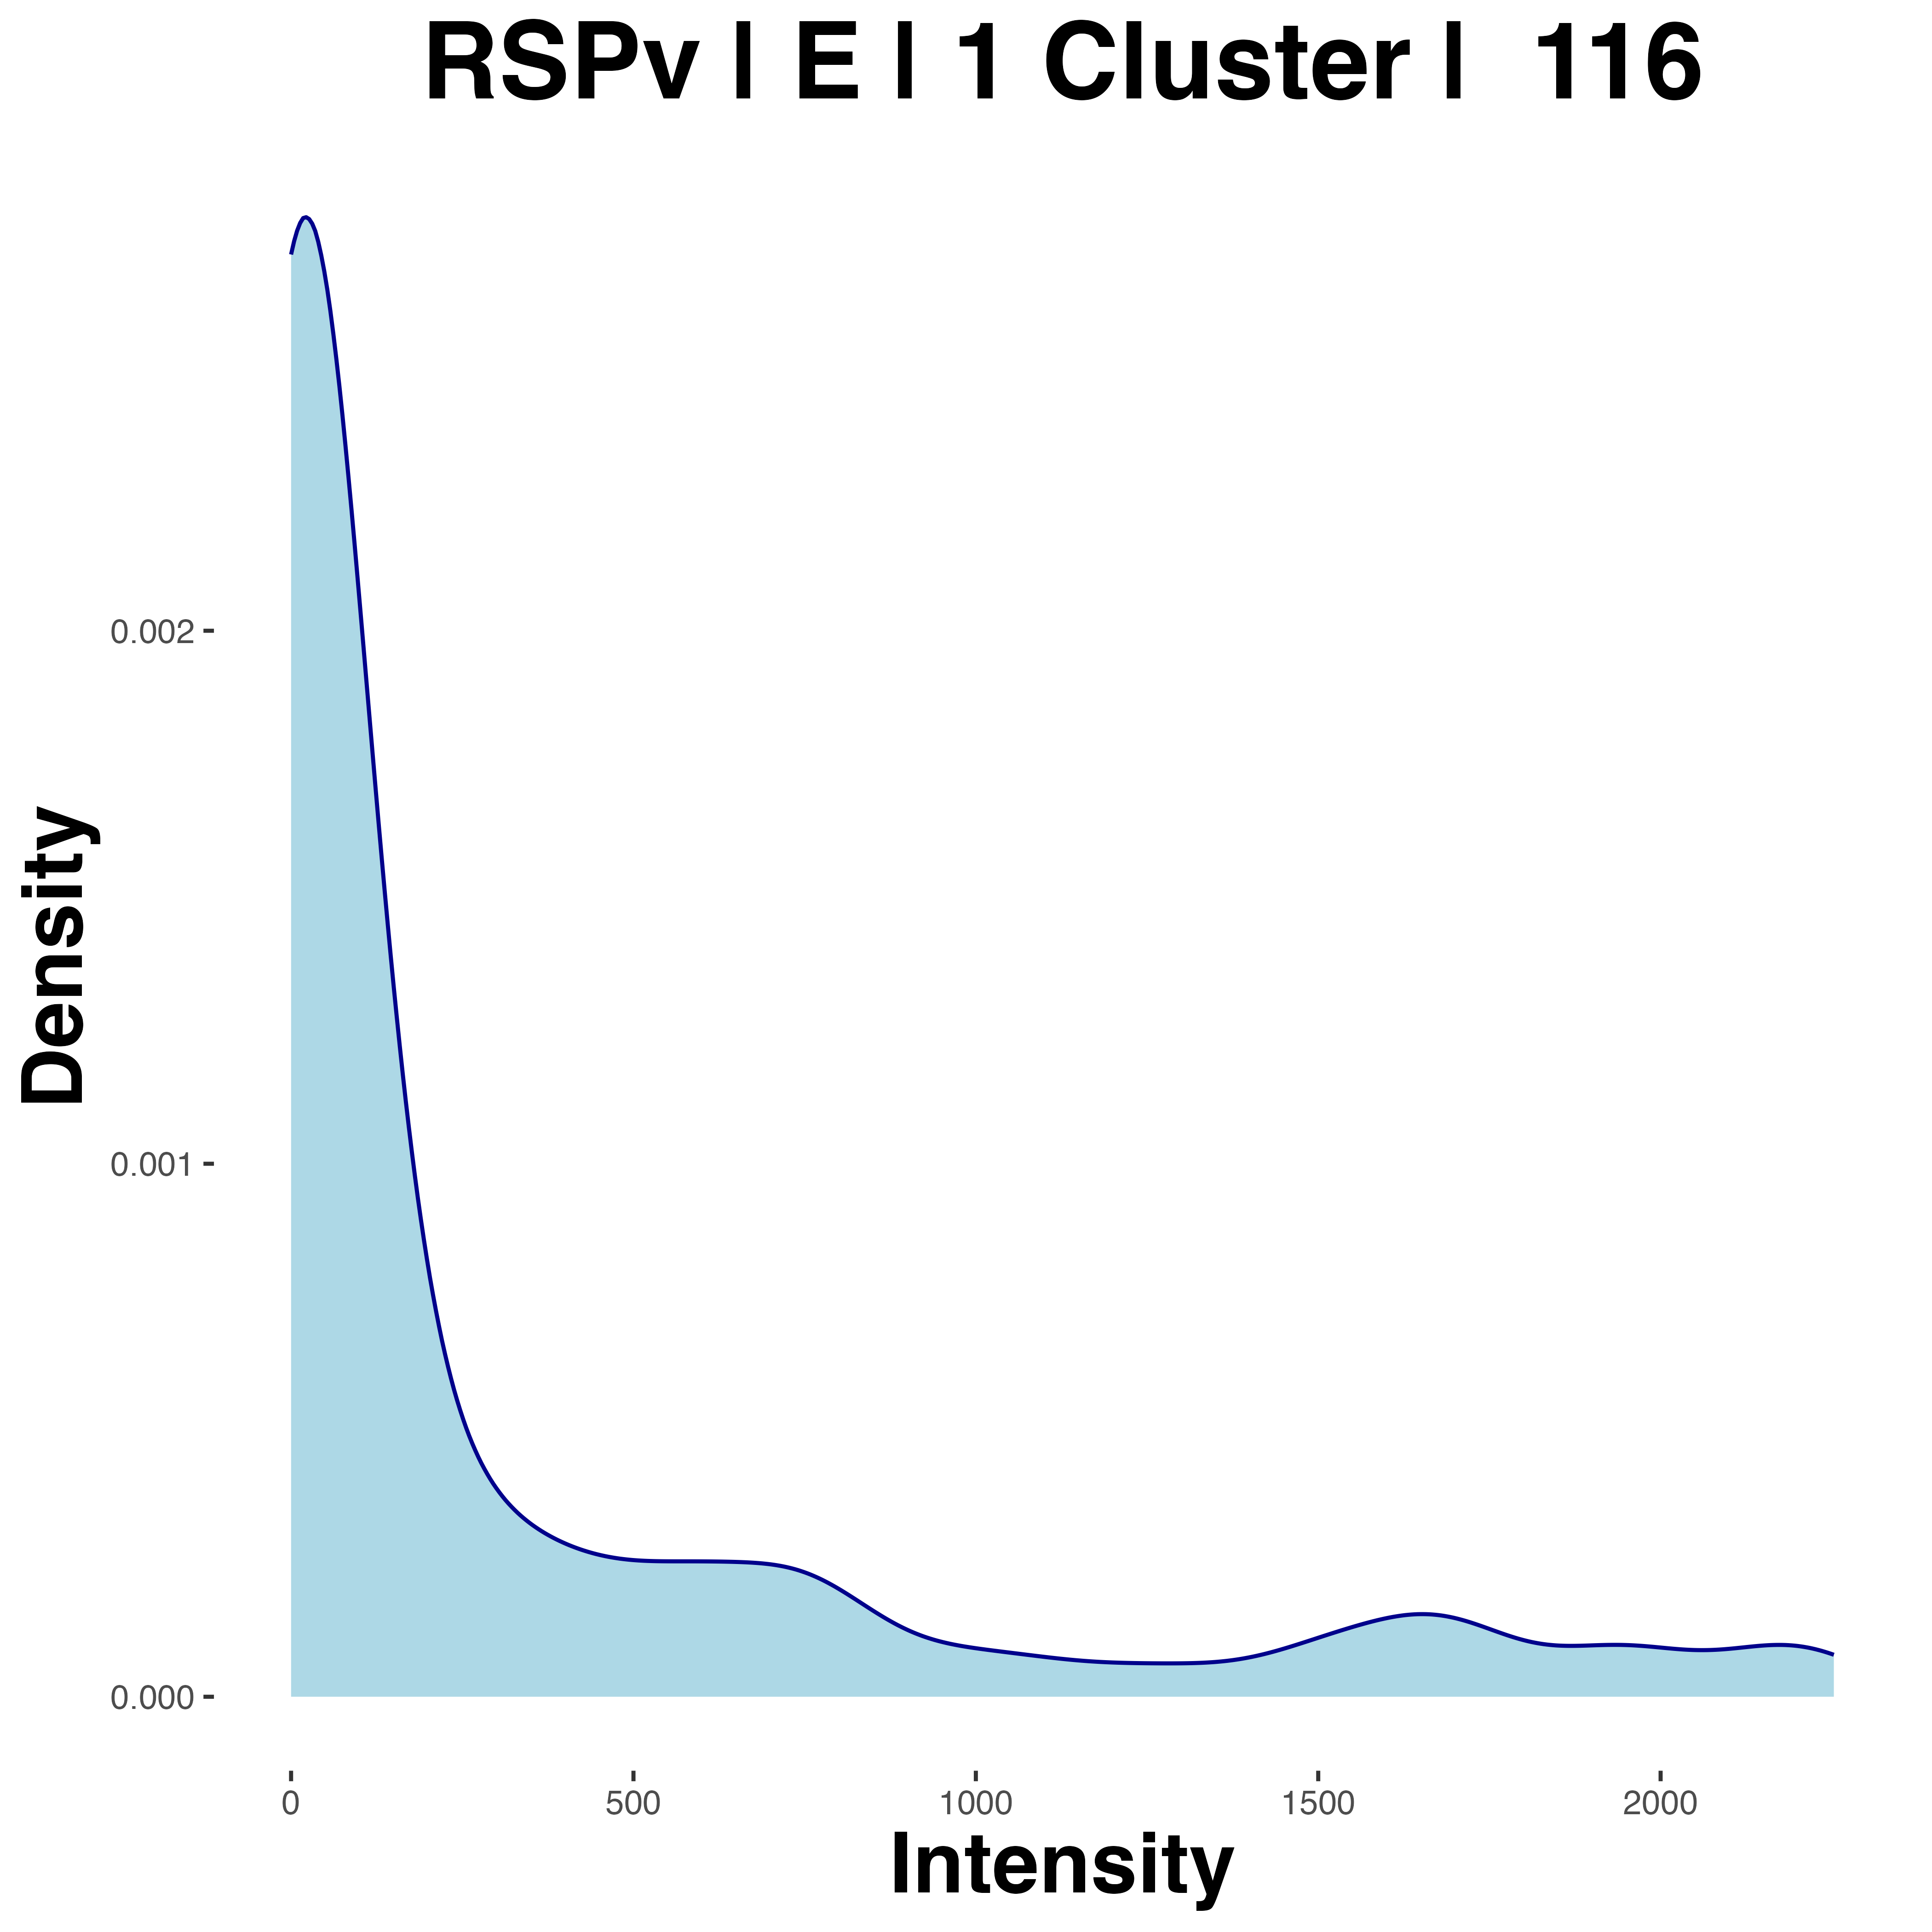 RSPv | E | 1 Cluster |  116
Density
0.002
0.001
0.000
0 500 1000 1500 2000
Intensity